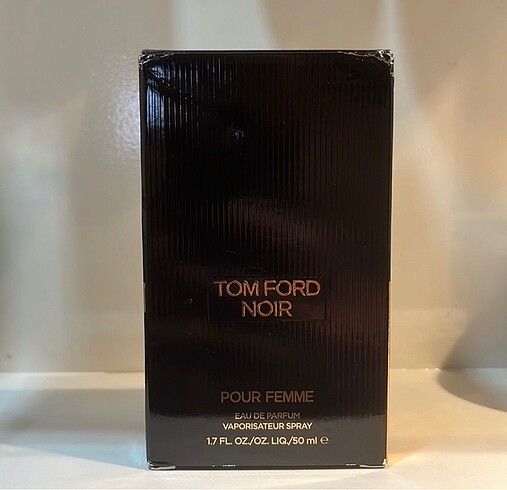 TOM FORD
NOIR
POUR FEMME
EAU DE PARFUM
VAPORISATEUR SPRAY
1.7 FL. OZ./OZ. LIQ./50 ml ℮